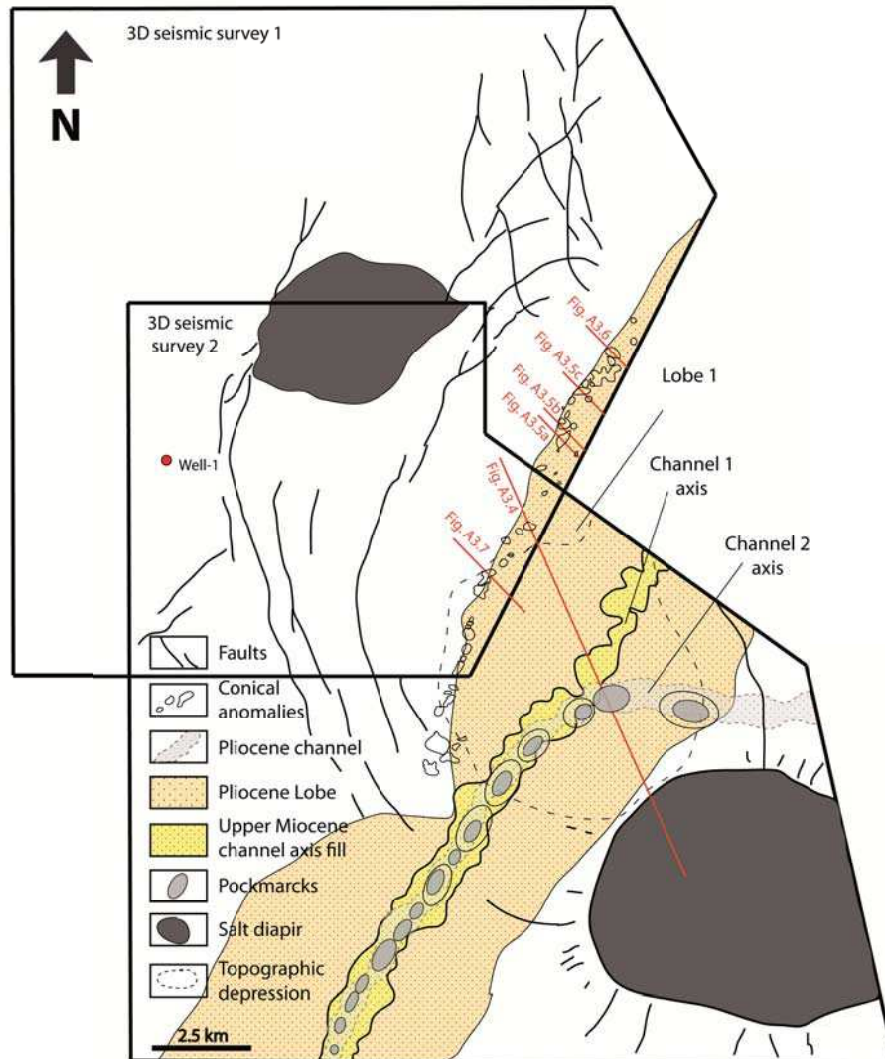 3D seismic survey 1
N
3D seismic
survey 2
Well-1
Fig. A3.6
Fig. A3.5c
Fig. A3.5b
Fig. A3.5a
Fig. A3.4
Fig. A3.7
Lobe 1
Channel 1
axis
Channel 2
axis
Faults
Conical
anomalies
Pliocene channel
Pliocene Lobe
Upper Miocene
channel axis fill
Pockmarcks
Salt diapir
Topographic
depression
2.5 km